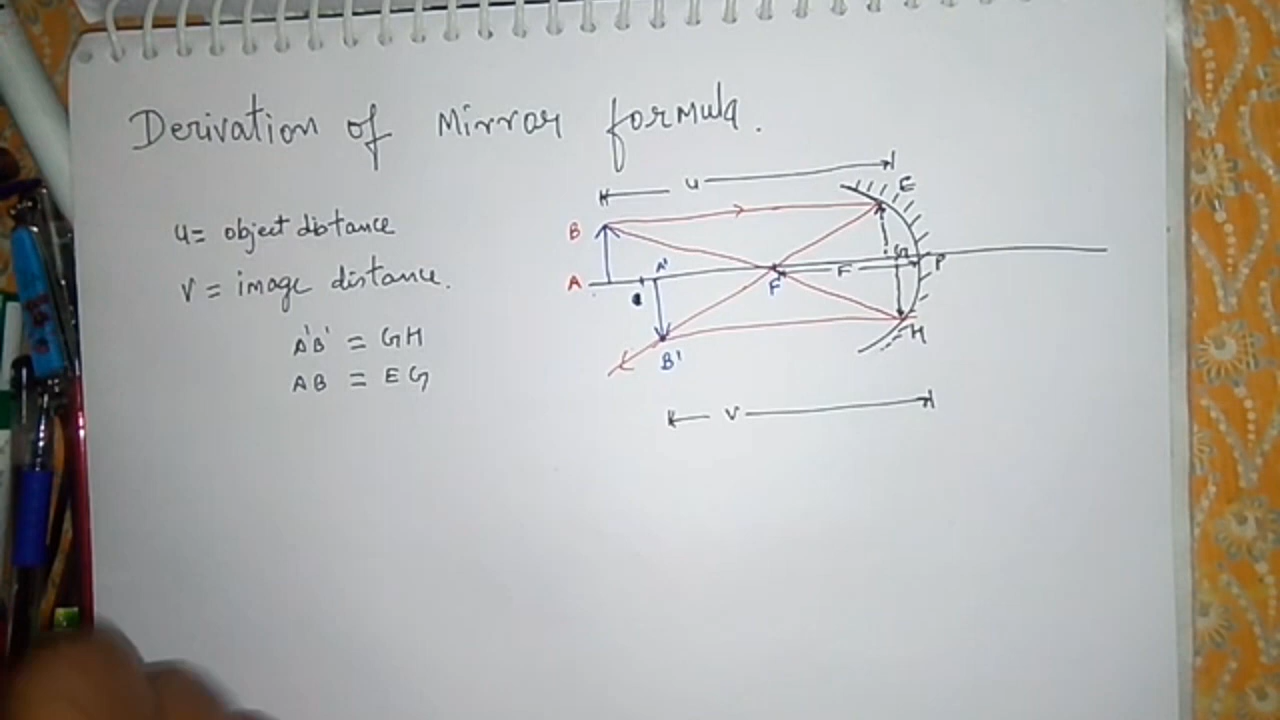 Derivation of Mirror formula.
u = object distance
v = image distance.
A'B' = GH
AB = EG
u
E
B
A
A'
F
F
G
P
B'
H
v